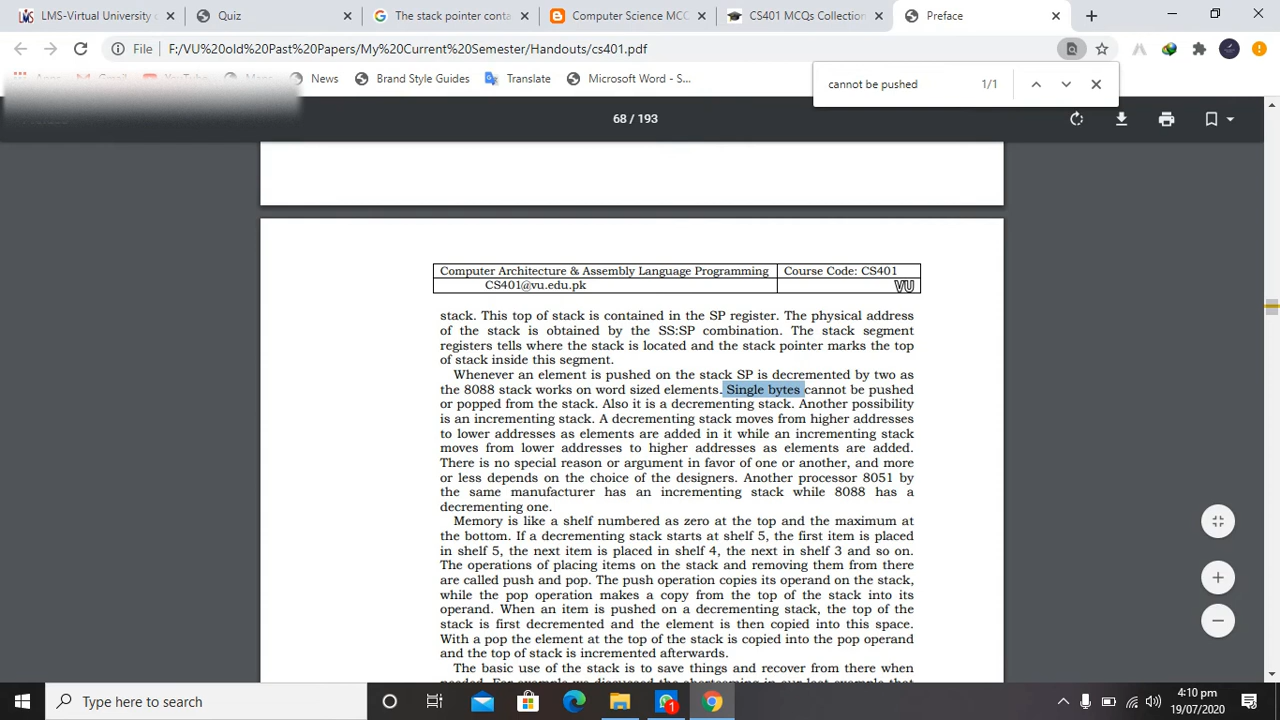 LMS-Virtual University o
Quiz
The stack pointer conta
Computer Science MCC
CS401 MCQs Collection
Preface
File
F:/VU%20old%20Past%20Papers/My%20Current%20Semester/Handouts/cs401.pdf
News
Brand Style Guides
Translate
Microsoft Word - S...
cannot be pushed
1/1
68 / 193
Computer Architecture & Assembly Language Programming
Course Code: CS401
CS401@vu.edu.pk
VU
stack. This top of stack is contained in the SP register. The physical address
of the stack is obtained by the SS:SP combination. The stack segment
registers tells where the stack is located and the stack pointer marks the top
of stack inside this segment.
Whenever an element is pushed on the stack SP is decremented by two as
the 8088 stack works on word sized elements. Single bytes cannot be pushed
or popped from the stack. Also it is a decrementing stack. Another possibility
is an incrementing stack. A decrementing stack moves from higher addresses
to lower addresses as elements are added in it while an incrementing stack
moves from lower addresses to higher addresses as elements are added.
There is no special reason or argument in favor of one or another, and more
or less depends on the choice of the designers. Another processor 8051 by
the same manufacturer has an incrementing stack while 8088 has a
decrementing one.
Memory is like a shelf numbered as zero at the top and the maximum at
the bottom. If a decrementing stack starts at shelf 5, the first item is placed
in shelf 5, the next item is placed in shelf 4, the next in shelf 3 and so on.
The operations of placing items on the stack and removing them from there
are called push and pop. The push operation copies its operand on the stack,
while the pop operation makes a copy from the top of the stack into its
operand. When an item is pushed on a decrementing stack, the top of the
stack is first decremented and the element is then copied into this space.
With a pop the element at the top of the stack is copied into the pop operand
and the top of stack is incremented afterwards.
The basic use of the stack is to save things and recover from there when
Type here to search
1
4:10 pm
19/07/2020